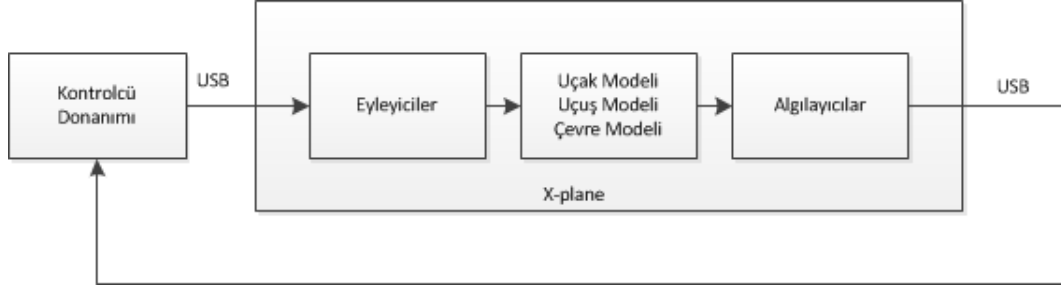 Kontrolcü
Donanımı
USB
Eyleyiciler
Uçak Modeli
Uçuş Modeli
Çevre Modeli
Algılayıcılar
USB
X-plane